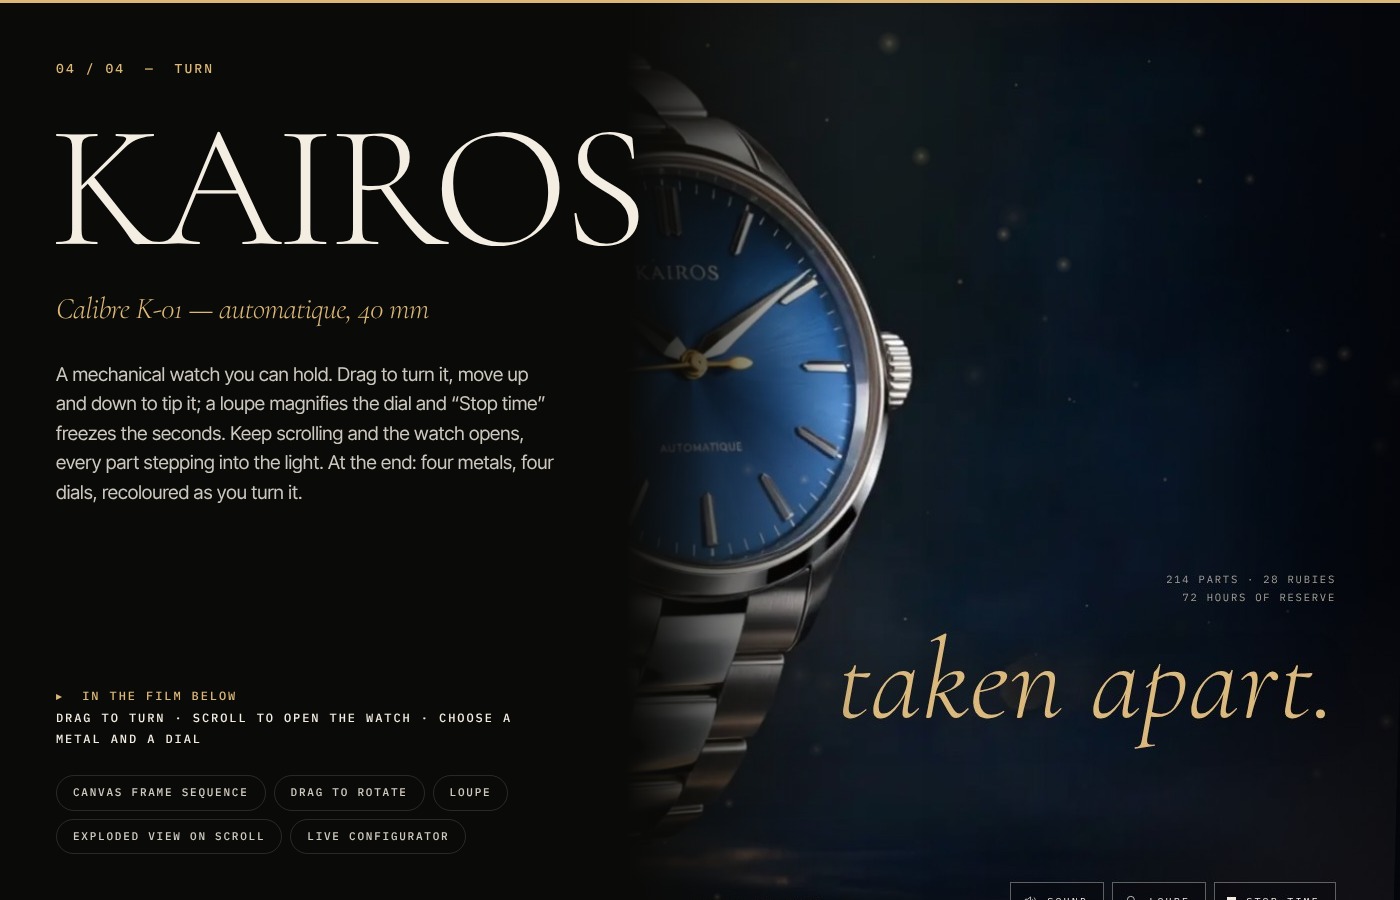 04 / 04 — TURN
KAIROS
Calibre K-01 — automatique, 40 mm
A mechanical watch you can hold. Drag to turn it, move up
and down to tip it; a loupe magnifies the dial and “Stop time”
freezes the seconds. Keep scrolling and the watch opens,
every part stepping into the light. At the end: four metals, four
dials, recoloured as you turn it.
▸ IN THE FILM BELOW
DRAG TO TURN · SCROLL TO OPEN THE WATCH · CHOOSE A
METAL AND A DIAL
CANVAS FRAME SEQUENCE
DRAG TO ROTATE
LOUPE
EXPLODED VIEW ON SCROLL
LIVE CONFIGURATOR
KAIROS
AUTOMATIQUE
214 PARTS · 28 RUBIES
72 HOURS OF RESERVE
taken apart.
SOUND
LOUPE
STOP TIME